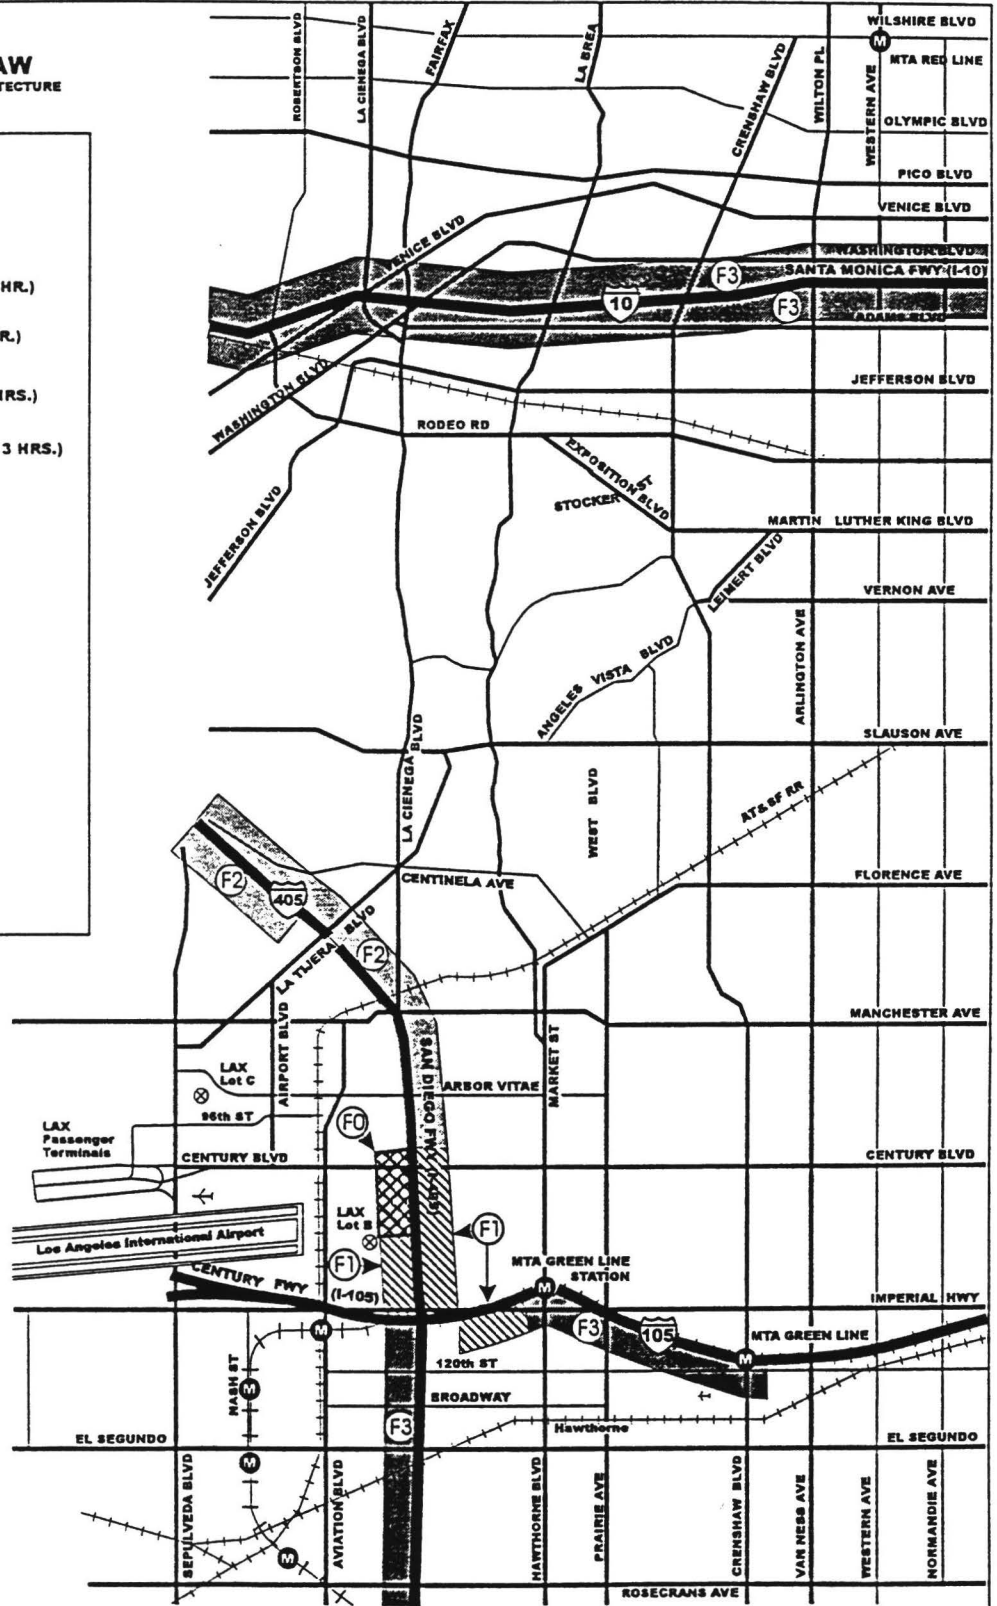 AW
TECTURE
HR.)
R.)
HRS.)
3 HRS.)
ROBERTSON BLVD
LA CIENEGA BLVD
FAIRFAX
LA BREA
CRENSHAW BLVD
WILTON PL
WESTERN AVE
WILSHIRE BLVD
M
MTA RED LINE
OLYMPIC BLVD
PICO BLVD
VENICE BLVD
VENICE BLVD
WASHINGTON BLVD
F3
SANTA MONICA FWY (I-10)
10
F3
ADAMS BLVD
WASHINGTON BLVD
JEFFERSON BLVD
RODEO RD
EXPOSITION BLVD
STOCKER ST
JEFFERSON BLVD
MARTIN LUTHER KING BLVD
LEIMERT BLVD
VERNON AVE
ARLINGTON AVE
ANGELES VISTA BLVD
SLAUSON AVE
LA CIENEGA BLVD
WEST BLVD
AT&SF RR
F2
405
CENTINELA AVE
FLORENCE AVE
F2
LA TIJERA BLVD
AIRPORT BLVD
MANCHESTER AVE
SAN DIEGO FWY (I-405)
MARKET ST
LAX
Lot C
ARBOR VITAE
96th ST
F0
LAX
Passenger
Terminals
CENTURY BLVD
CENTURY BLVD
LAX
Lot B
F1
Los Angeles International Airport
F1
MTA GREEN LINE
STATION
CENTURY FWY
(I-105)
M
IMPERIAL HWY
F3
105
MTA GREEN LINE
M
M
120th ST
NASH ST
M
BROADWAY
F3
Hawthorne
EL SEGUNDO
EL SEGUNDO
M
SEPULVEDA BLVD
AVIATION BLVD
HAWTHORNE BLVD
PRAIRIE AVE
CRENSHAW BLVD
VAN NESS AVE
WESTERN AVE
NORMANDIE AVE
M
ROSECRANS AVE